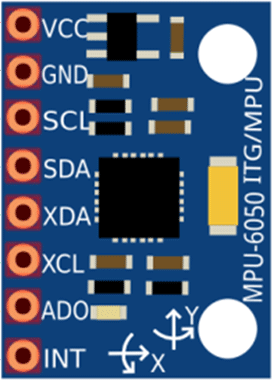 VCC
GND
SCL
SDA
XDA
XCL
ADO
INT
MPU-6050 ITG/MPU
Y
X